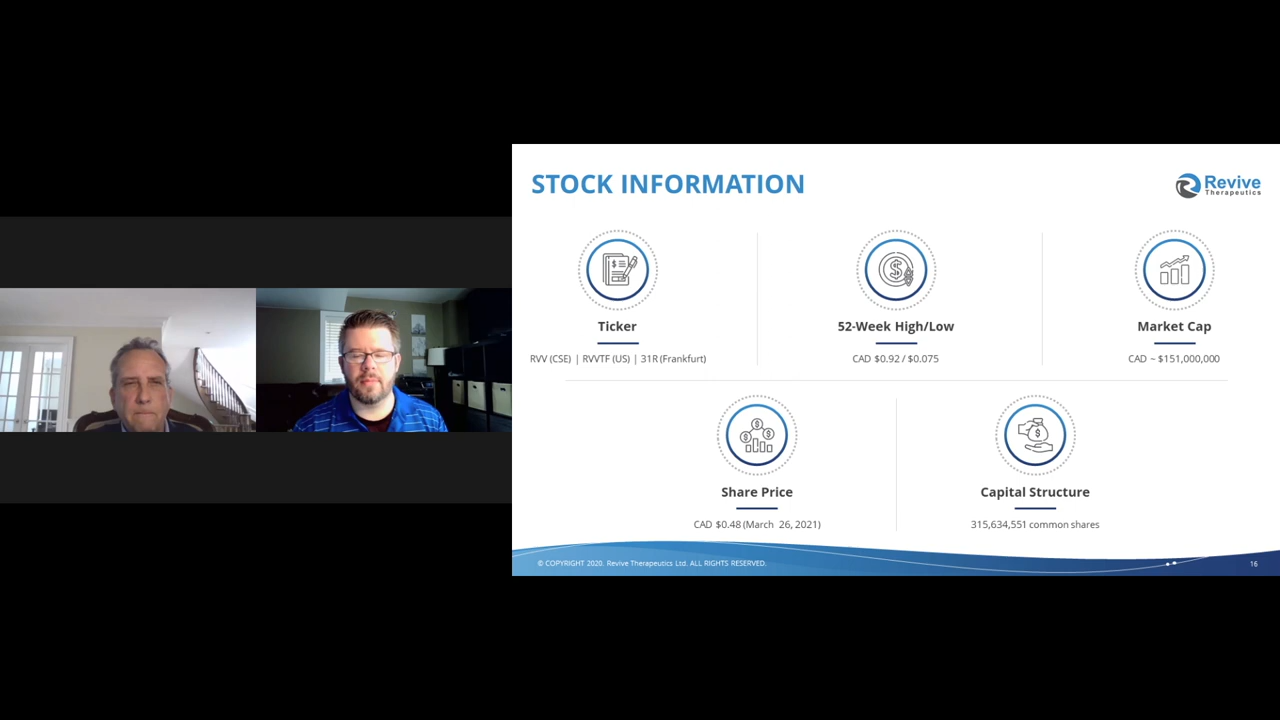 STOCK INFORMATION
Revive
Therapeutics
Ticker
RVV (CSE) | RVVTF (US) | 31R (Frankfurt)
52-Week High/Low
CAD $0.92 / $0.075
Market Cap
CAD ~ $151,000,000
Share Price
CAD $0.48 (March 26, 2021)
Capital Structure
315,634,551 common shares
© COPYRIGHT 2020. Revive Therapeutics Ltd. ALL RIGHTS RESERVED.
16